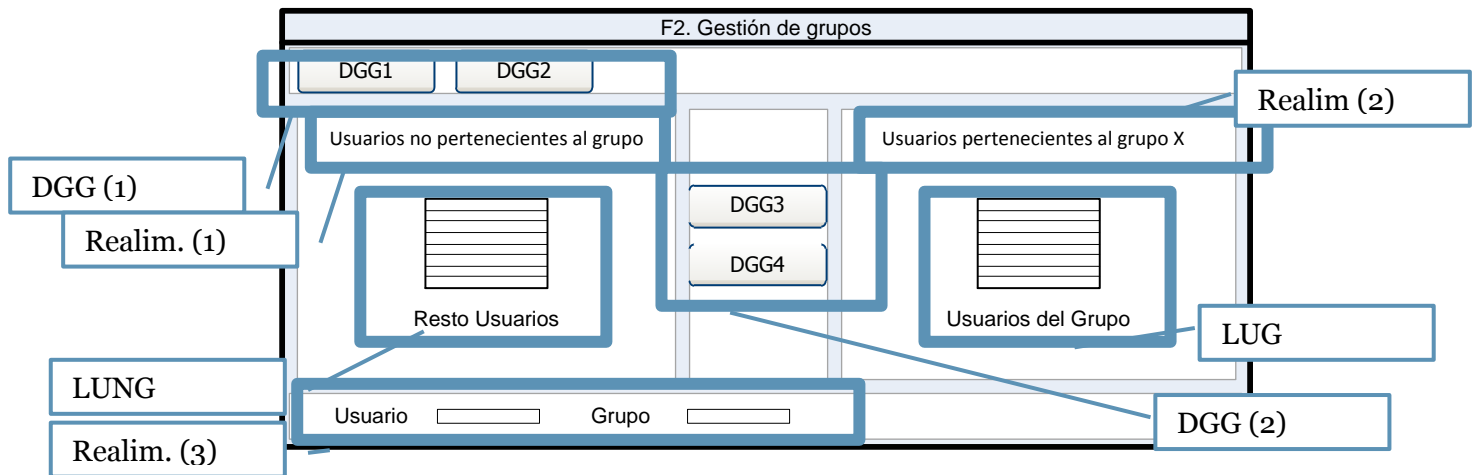 F2. Gestión de grupos
DGG1
DGG2
Realim (2)
Usuarios no pertenecientes al grupo
Usuarios pertenecientes al grupo X
DGG (1)
Realim. (1)
DGG3
DGG4
Resto Usuarios
Usuarios del Grupo
LUG
LUNG
Usuario
Grupo
DGG (2)
Realim. (3)